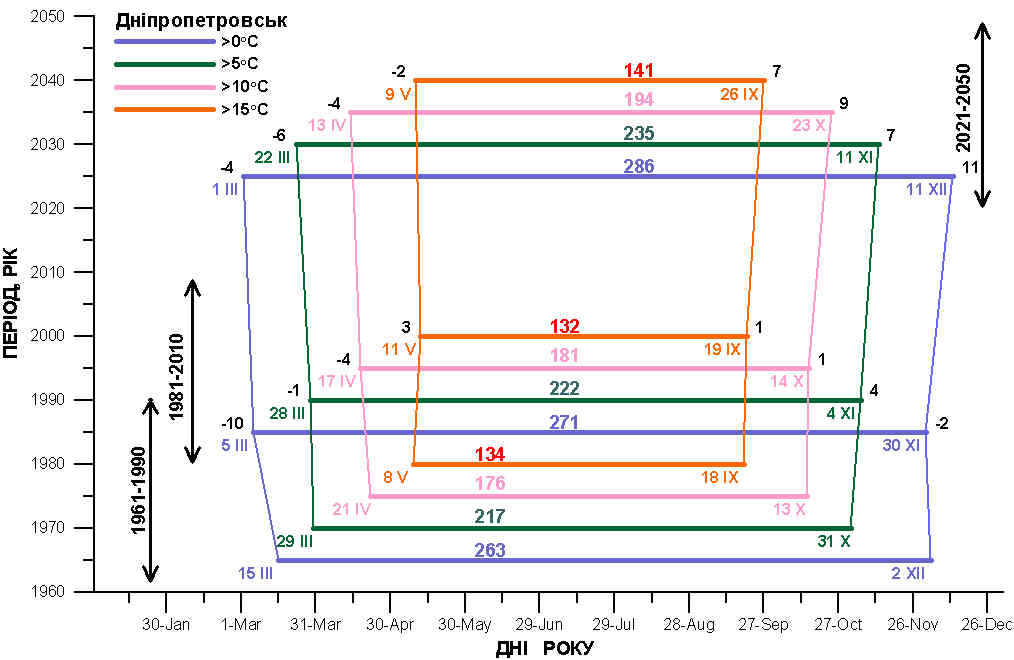 Дніпропетровськ
>0°C
>5°C
>10°C
>15°C
2050
2040
2030
2020
2010
2000
1990
1980
1970
1960
ПЕРІОД, РІК
1961-1990
1981-2010
2021-2050
-2 141 7
9 V 26 IX
-4 194 9
13 IV 23 X
-6 235 7
22 III 11 XI
-4 286 11
1 III 11 XII
3 132 1
11 V 19 IX
-4 181 1
17 IV 14 X
-1 222 4
28 III 4 XI
-10 271 -2
5 III 30 XI
134
8 V 18 IX
176
21 IV 13 X
217
29 III 31 X
263
15 III 2 XII
30-Jan 1-Mar 31-Mar 30-Apr 30-May 29-Jun 29-Jul 28-Aug 27-Sep 27-Oct 26-Nov 26-Dec
ДНІ РОКУ